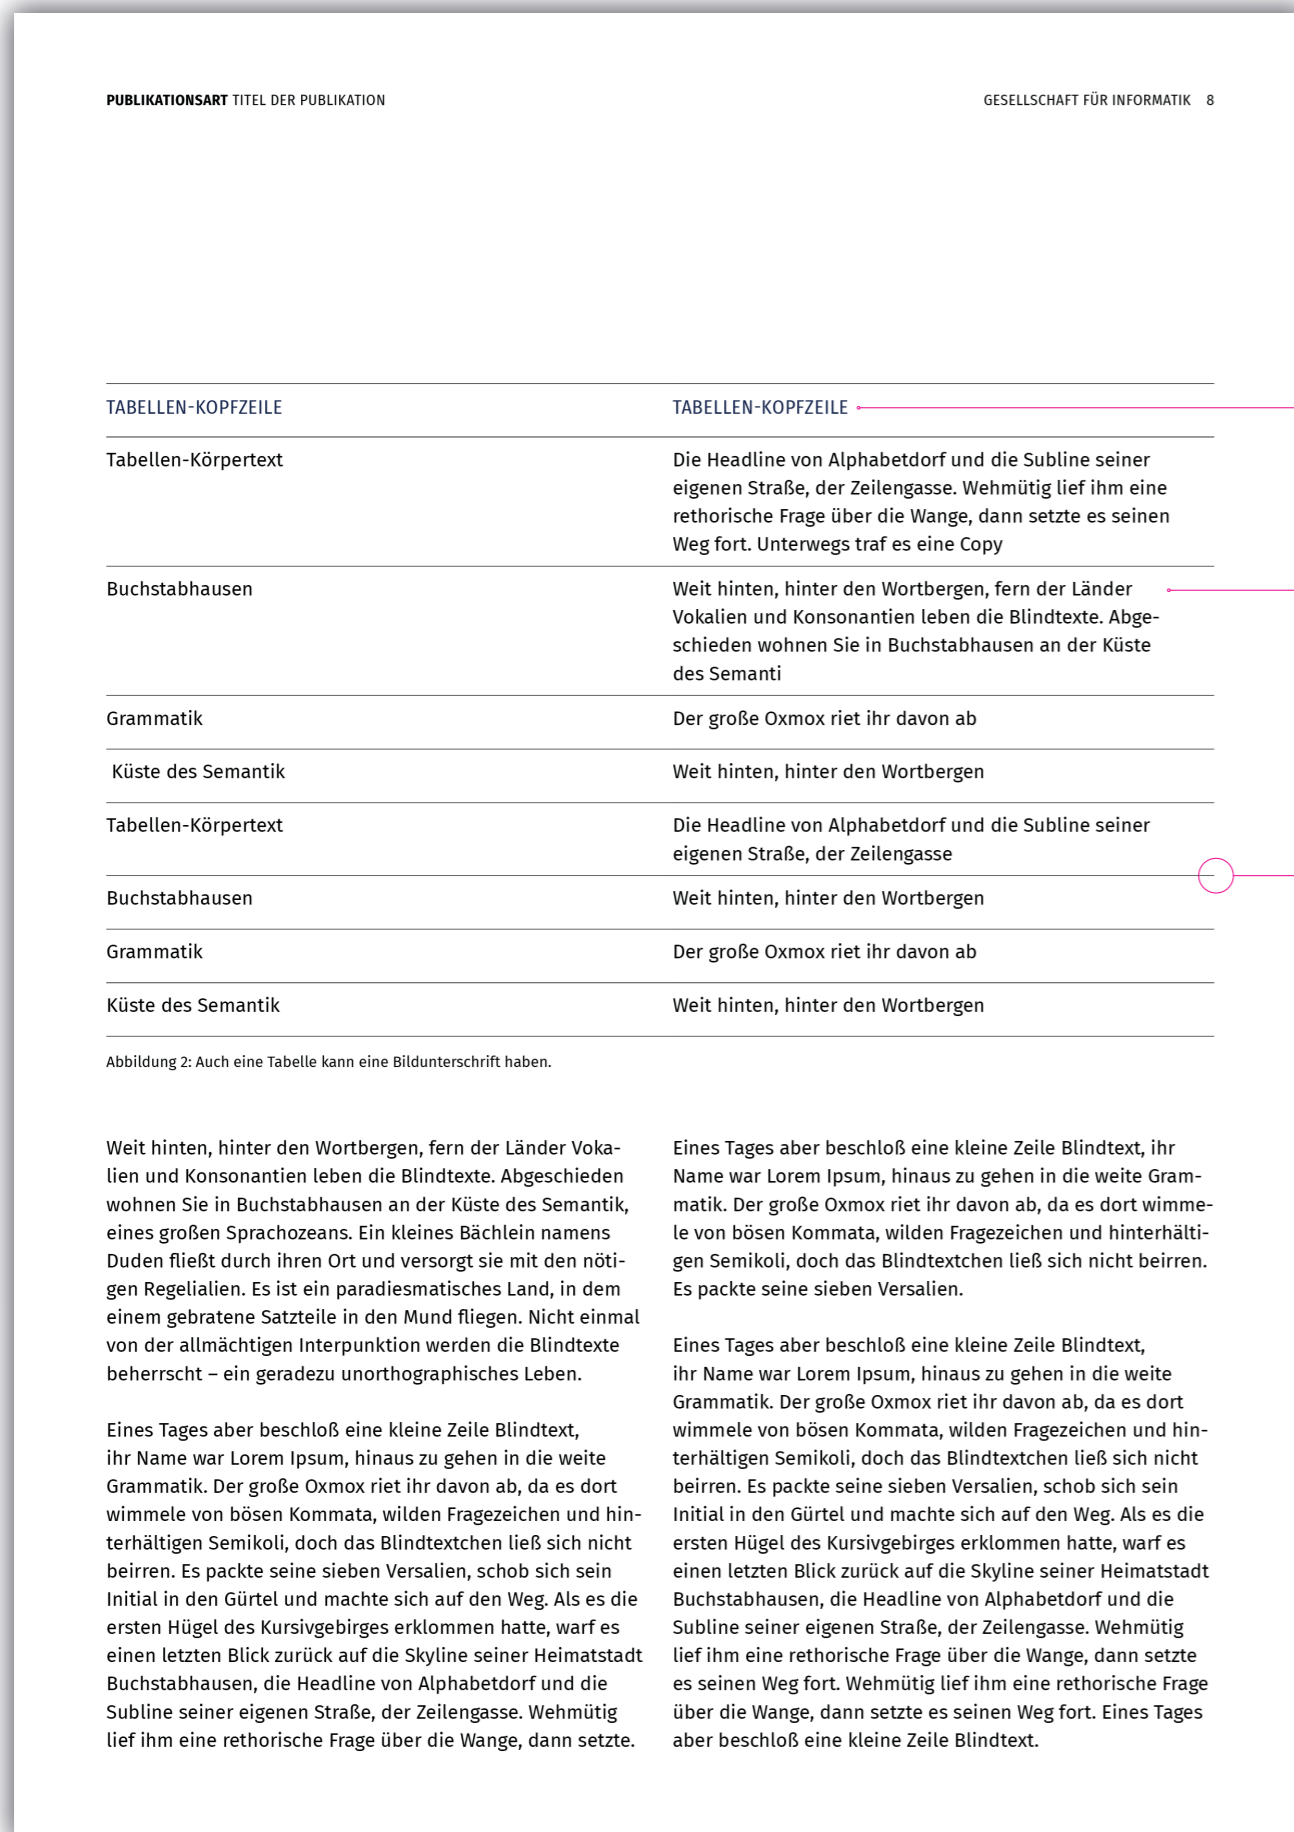 PUBLIKATIONSART TITEL DER PUBLIKATION
GESELLSCHAFT FÜR INFORMATIK 8
TABELLEN-KOPFZEILE TABELLEN-KOPFZEILE
Tabellen-Körpertext
Die Headline von Alphabetdorf und die Subline seiner
eigenen Straße, der Zeilengasse. Wehmütig lief ihm eine
rethorische Frage über die Wange, dann setzte es seinen
Weg fort. Unterwegs traf es eine Copy
Buchstabhausen
Weit hinten, hinter den Wortbergen, fern der Länder
Vokalien und Konsonantien leben die Blindtexte. Abge-
schieden wohnen Sie in Buchstabhausen an der Küste
des Semanti
Grammatik
Der große Oxmox riet ihr davon ab
Küste des Semantik
Weit hinten, hinter den Wortbergen
Tabellen-Körpertext
Die Headline von Alphabetdorf und die Subline seiner
eigenen Straße, der Zeilengasse
Buchstabhausen
Weit hinten, hinter den Wortbergen
Grammatik
Der große Oxmox riet ihr davon ab
Küste des Semantik
Weit hinten, hinter den Wortbergen
Abbildung 2: Auch eine Tabelle kann eine Bildunterschrift haben.
Weit hinten, hinter den Wortbergen, fern der Länder Voka-
lien und Konsonantien leben die Blindtexte. Abgeschieden
wohnen Sie in Buchstabhausen an der Küste des Semantik,
eines großen Sprachozeans. Ein kleines Bächlein namens
Duden fließt durch ihren Ort und versorgt sie mit den nöti-
gen Regelialien. Es ist ein paradiesmatisches Land, in dem
einem gebratene Satzteile in den Mund fliegen. Nicht einmal
von der allmächtigen Interpunktion werden die Blindtexte
beherrscht – ein geradezu unorthographisches Leben.
Eines Tages aber beschloß eine kleine Zeile Blindtext,
ihr Name war Lorem Ipsum, hinaus zu gehen in die weite
Grammatik. Der große Oxmox riet ihr davon ab, da es dort
wimmele von bösen Kommata, wilden Fragezeichen und hin-
terhältigen Semikoli, doch das Blindtextchen ließ sich nicht
beirren. Es packte seine sieben Versalien, schob sich sein
Initial in den Gürtel und machte sich auf den Weg. Als es die
ersten Hügel des Kursivgebirges erklommen hatte, warf es
einen letzten Blick zurück auf die Skyline seiner Heimatstadt
Buchstabhausen, die Headline von Alphabetdorf und die
Subline seiner eigenen Straße, der Zeilengasse. Wehmütig
lief ihm eine rethorische Frage über die Wange, dann setzte.
Eines Tages aber beschloß eine kleine Zeile Blindtext, ihr
Name war Lorem Ipsum, hinaus zu gehen in die weite Gram-
matik. Der große Oxmox riet ihr davon ab, da es dort wimme-
le von bösen Kommata, wilden Fragezeichen und hinterhälti-
gen Semikoli, doch das Blindtextchen ließ sich nicht beirren.
Es packte seine sieben Versalien.
Eines Tages aber beschloß eine kleine Zeile Blindtext,
ihr Name war Lorem Ipsum, hinaus zu gehen in die weite
Grammatik. Der große Oxmox riet ihr davon ab, da es dort
wimmele von bösen Kommata, wilden Fragezeichen und hin-
terhältigen Semikoli, doch das Blindtextchen ließ sich nicht
beirren. Es packte seine sieben Versalien, schob sich sein
Initial in den Gürtel und machte sich auf den Weg. Als es die
ersten Hügel des Kursivgebirges erklommen hatte, warf es
einen letzten Blick zurück auf die Skyline seiner Heimatstadt
Buchstabhausen, die Headline von Alphabetdorf und die
Subline seiner eigenen Straße, der Zeilengasse. Wehmütig
lief ihm eine rethorische Frage über die Wange, dann setzte
es seinen Weg fort. Wehmütig lief ihm eine rethorische Frage
über die Wange, dann setzte es seinen Weg fort. Eines Tages
aber beschloß eine kleine Zeile Blindtext.